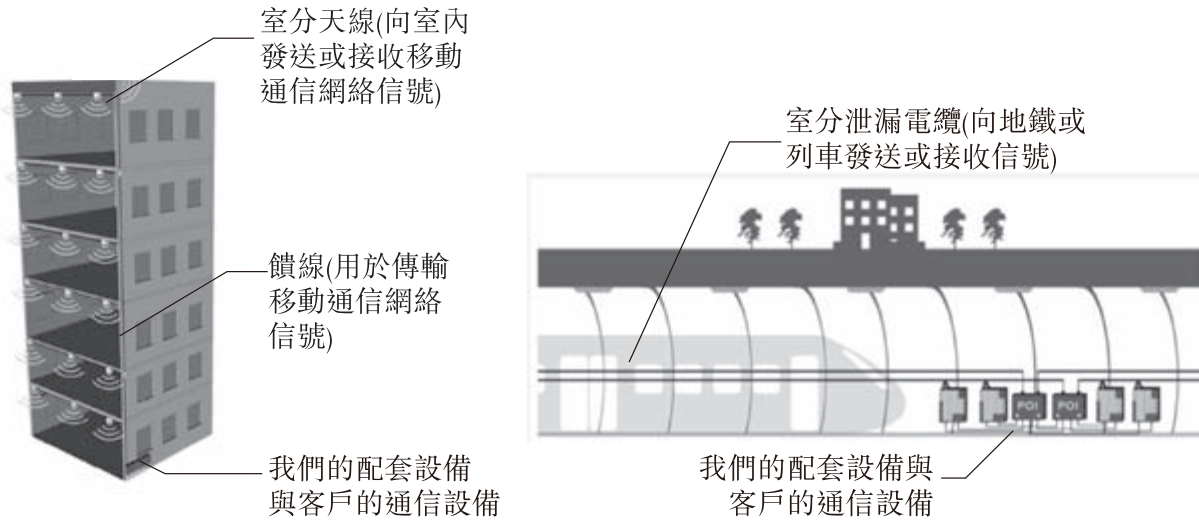 室分天線(向室內
發送或接收移動
通信網絡信號)
饋線(用於傳輸
移動通信網絡
信號)
我們的配套設備
與客戶的通信設備
室分泄漏電纜(向地鐵或
列車發送或接收信號)
POI
POI
我們的配套設備與
客戶的通信設備